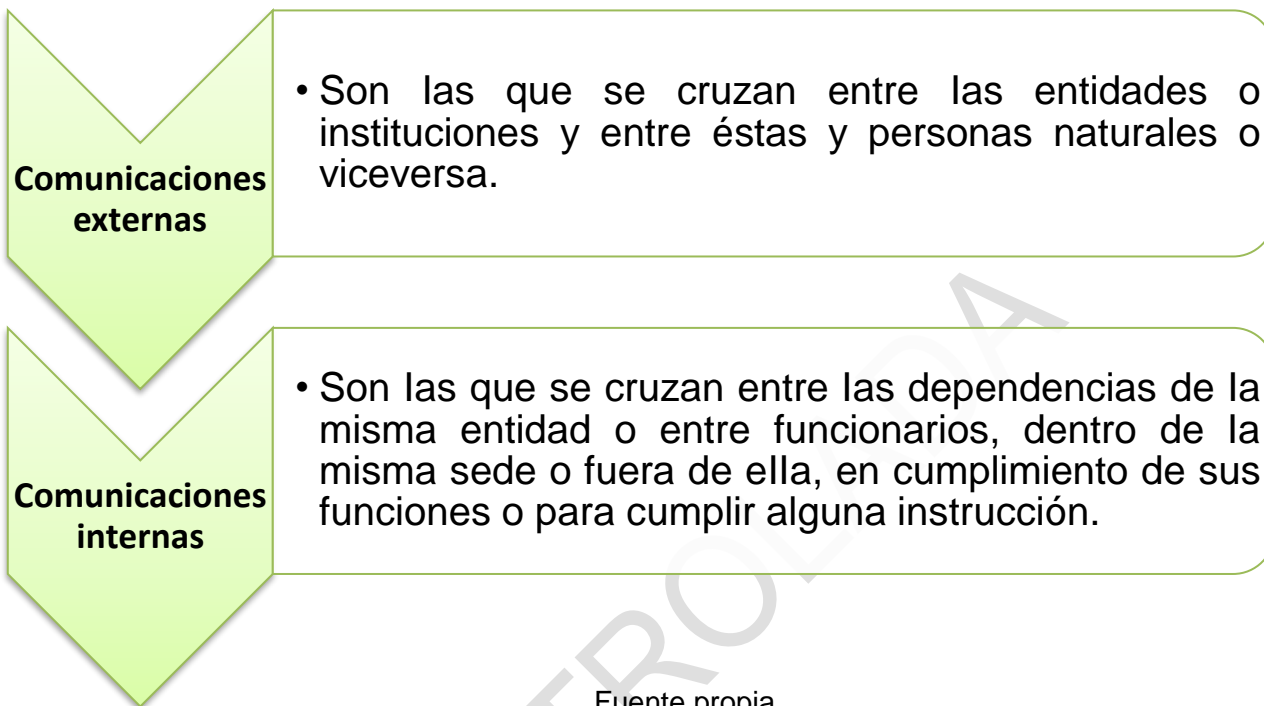 Comunicaciones
externas
• Son las que se cruzan entre las entidades o
instituciones y entre éstas y personas naturales o
viceversa.
Comunicaciones
internas
• Son las que se cruzan entre las dependencias de la
misma entidad o entre funcionarios, dentro de la
misma sede o fuera de ella, en cumplimiento de sus
funciones o para cumplir alguna instrucción.
Fuente propia